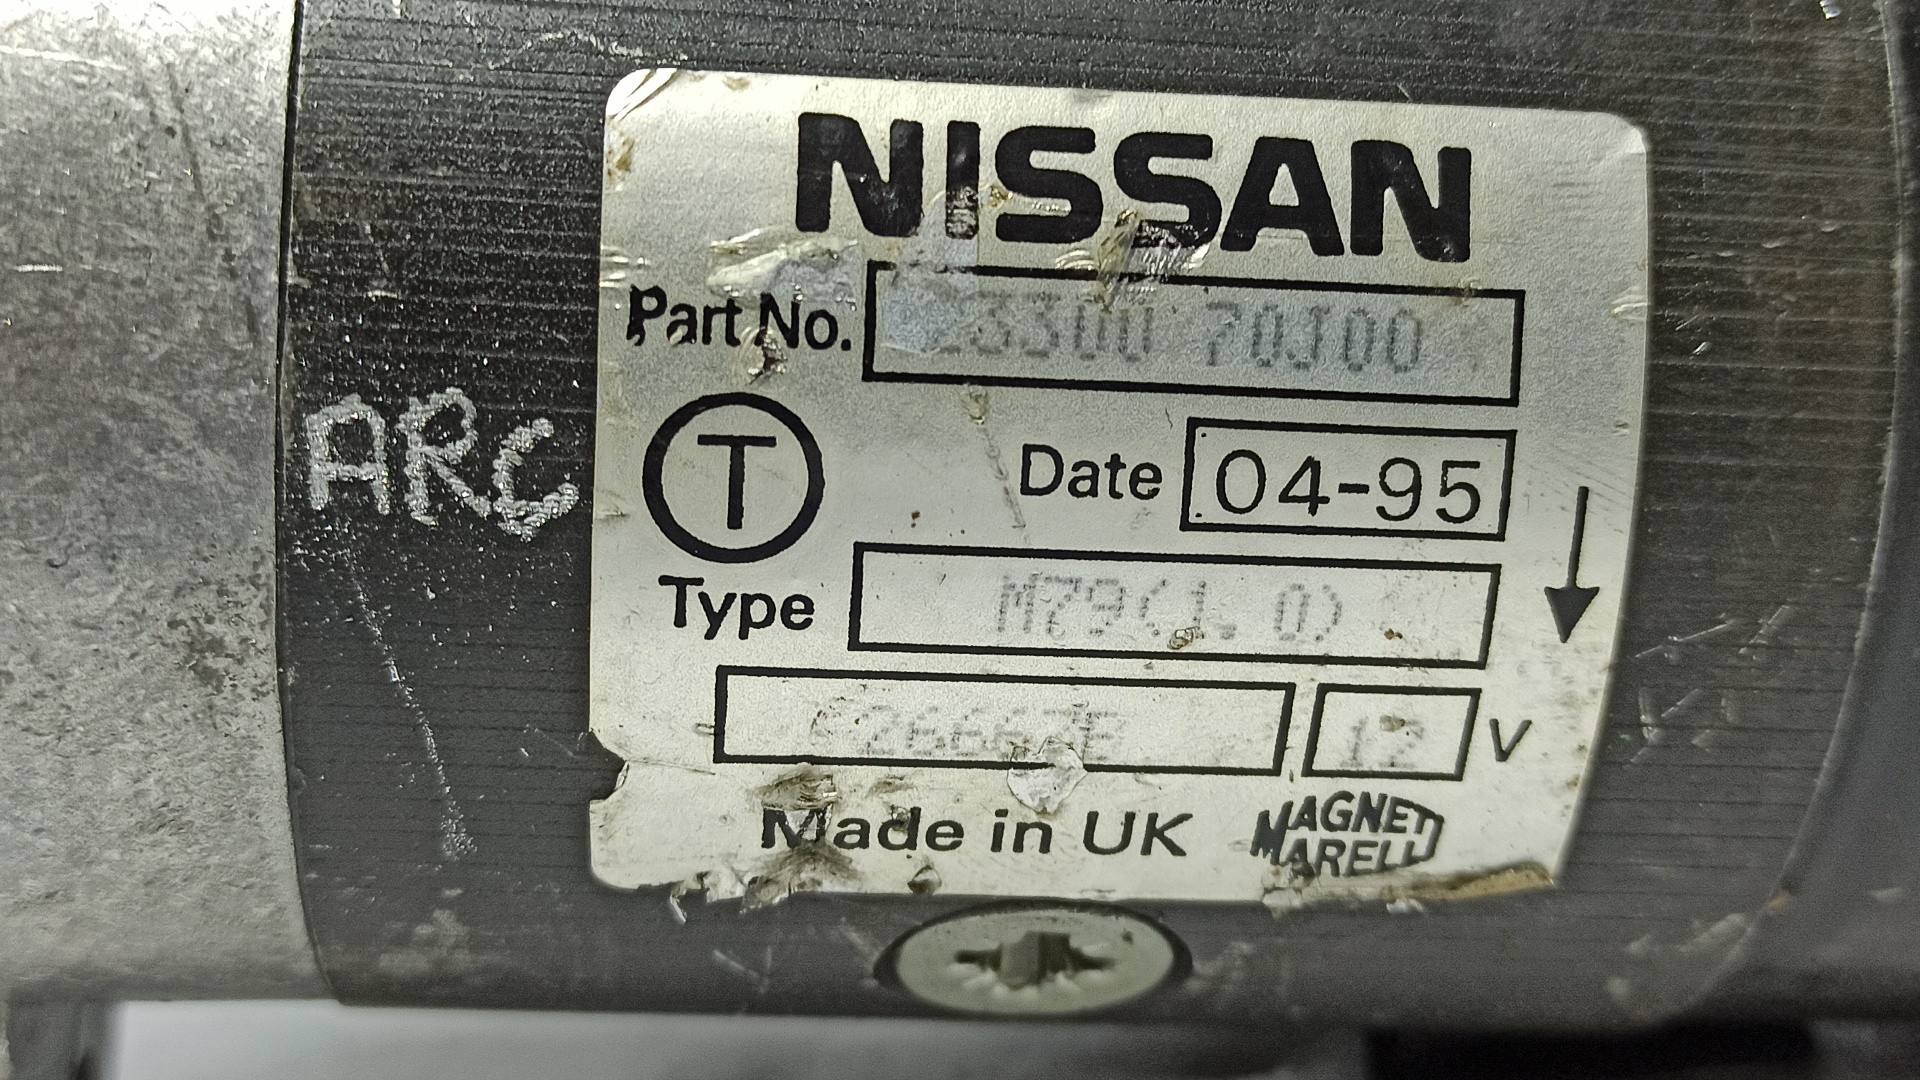 NISSAN
Part No. 23300 70J00
ARC
T
Date 04-95
Type M79(1.0)
12 V
Made in UK MAGNETI MARELLI